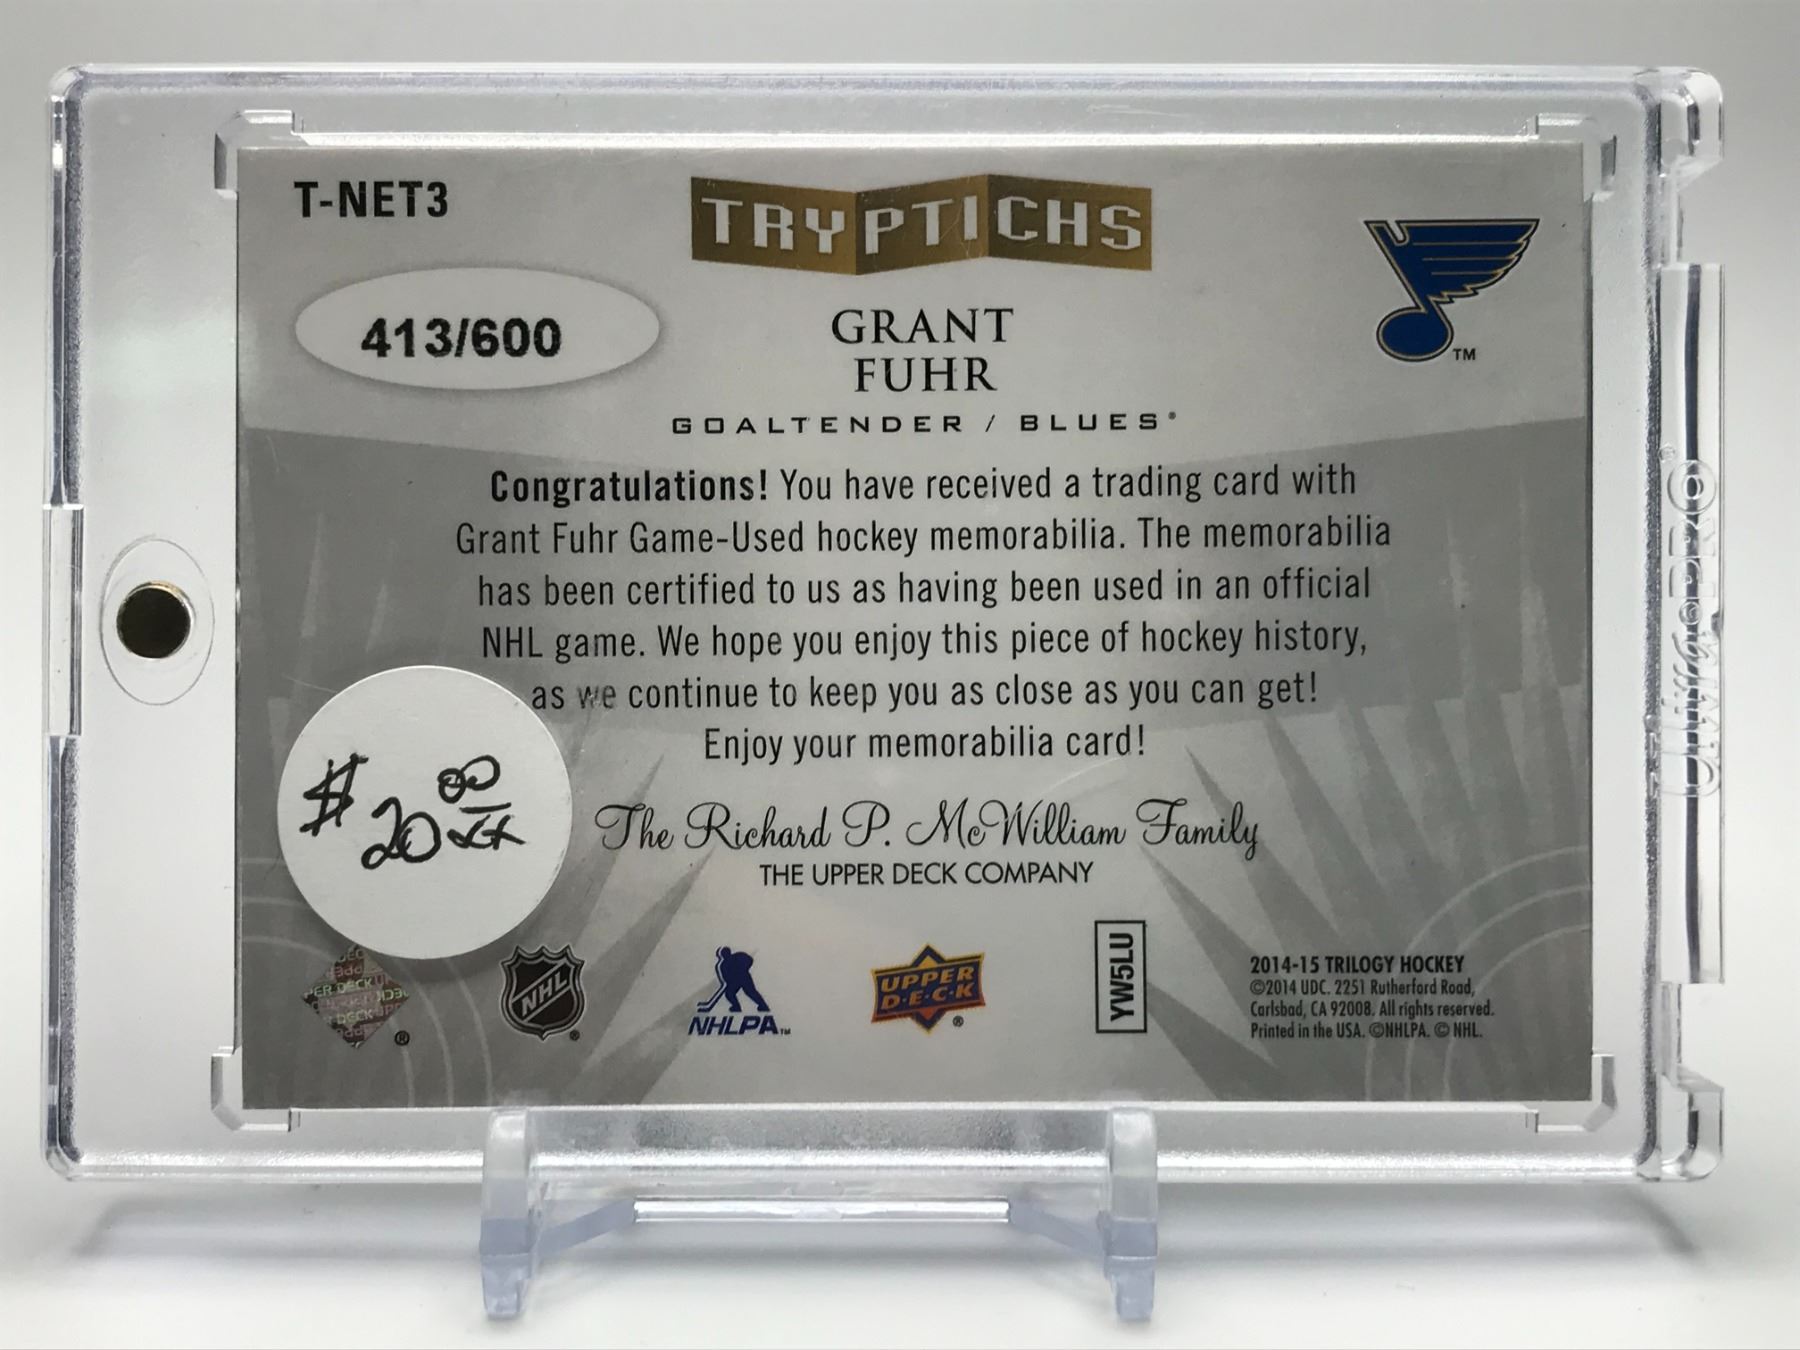 T-NET3
TRYPTICHS
413/600
GRANT
FUHR
TM
GOALTENDER / BLUES®
Congratulations! You have received a trading card with
Grant Fuhr Game-Used hockey memorabilia. The memorabilia
has been certified to us as having been used in an official
NHL game. We hope you enjoy this piece of hockey history,
as we continue to keep you as close as you can get!
Enjoy your memorabilia card!
$ 20 00
The Richard P. McWilliam Family
THE UPPER DECK COMPANY
®
NHL ®
NHLPA TM
UPPER
D•E•C•K ®
YW5LU
2014-15 TRILOGY HOCKEY
©2014 UDC. 2251 Rutherford Road,
Carlsbad, CA 92008. All rights reserved.
Printed in the USA. ©NHLPA. © NHL.
Ultra•PRO®